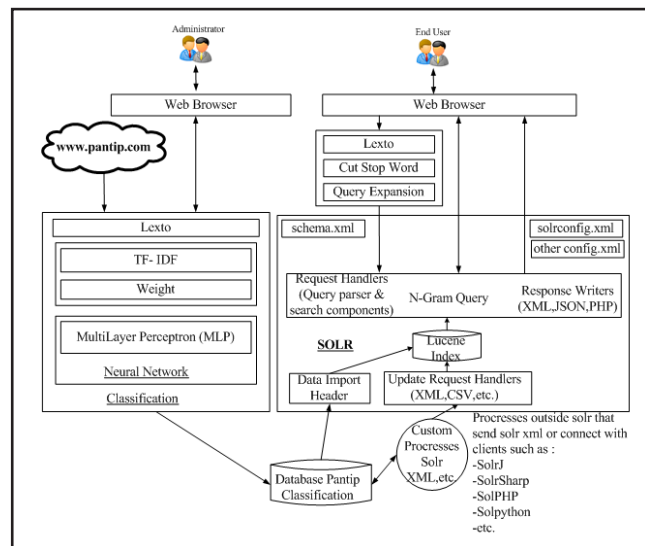 Administrator
End User
Web Browser
Web Browser
www.pantip.com
Lexto
Cut Stop Word
Query Expansion
Lexto
TF- IDF
Weight
MultiLayer Perceptron (MLP)
Neural Network
Classification
schema.xml
solrconfig.xml
other config.xml
Request Handlers
(Query parser &
search components)
N-Gram Query
Response Writers
(XML,JSON,PHP)
SOLR
Lucene
Index
Data Import
Header
Update Request Handlers
(XML,CSV,etc.)
Database Pantip
Classification
Custom
Procresses
Solr
XML,etc.
Procresses outside solr that
send solr xml or connect with
clients such as :
-SolrJ
-SolrSharp
-SolPHP
-Solpython
-etc.